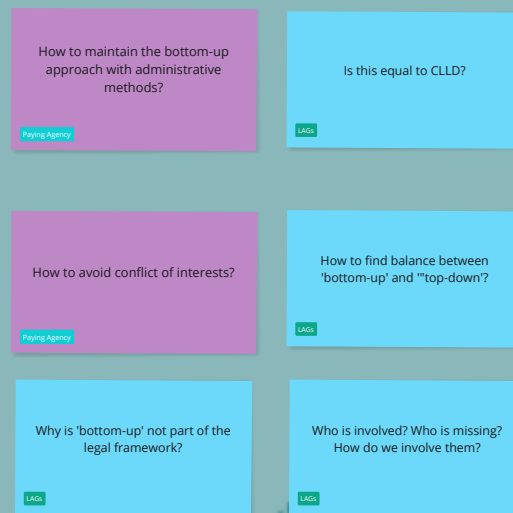 How to maintain the bottom-up
approach with administrative
methods?
Paying Agency
Is this equal to CLLD?
LAGs
How to avoid conflict of interests?
Paying Agency
How to find balance between
'bottom-up' and '"top-down'?
LAGs
Why is 'bottom-up' not part of the
legal framework?
LAGs
Who is involved? Who is missing?
How do we involve them?
LAGs